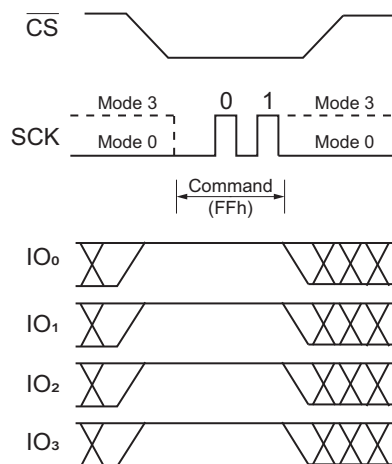 CS
0 1
Mode 3 Mode 3
SCK
Mode 0 Mode 0
Command
(FFh)
IO₀
IO₁
IO₂
IO₃